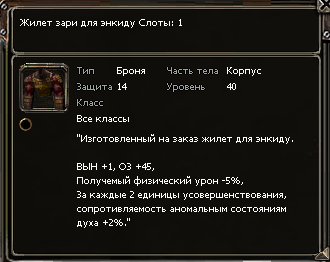 Жилет зари для энкиду Слоты: 1
Тип Броня Часть тела Корпус
Защита 14 Уровень 40
Класс
Все классы
"Изготовленный на заказ жилет для энкиду.
ВЫН +1, ОЗ +45,
Получемый физический урон -5%,
За каждые 2 единицы усовершенствования,
сопротивляемость аномальным состояниям
духа +2%."